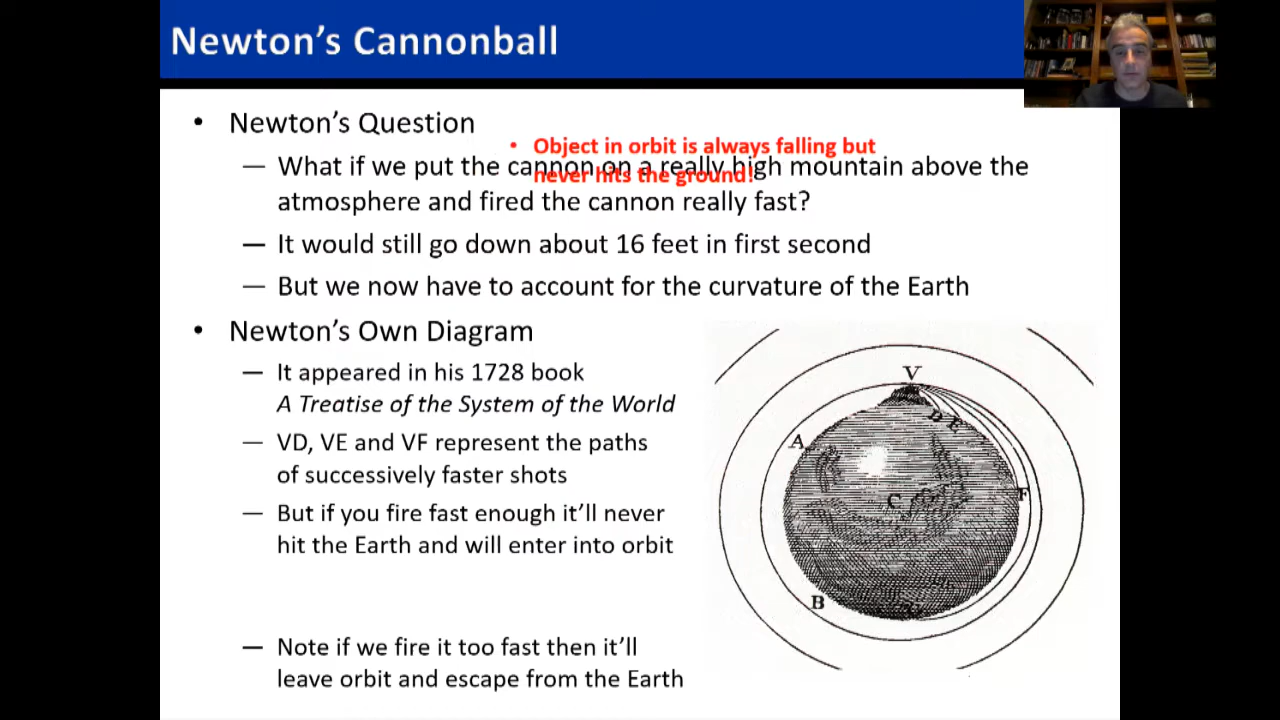 Newton's Cannonball
• Newton's Question
• Object in orbit is always falling but
never hits the ground!
— What if we put the cannon on a really high mountain above the
atmosphere and fired the cannon really fast?
— It would still go down about 16 feet in first second
— But we now have to account for the curvature of the Earth
• Newton's Own Diagram
— It appeared in his 1728 book
A Treatise of the System of the World
— VD, VE and VF represent the paths
of successively faster shots
— But if you fire fast enough it'll never
hit the Earth and will enter into orbit
— Note if we fire it too fast then it'll
leave orbit and escape from the Earth
V
D E
A
C
F
B